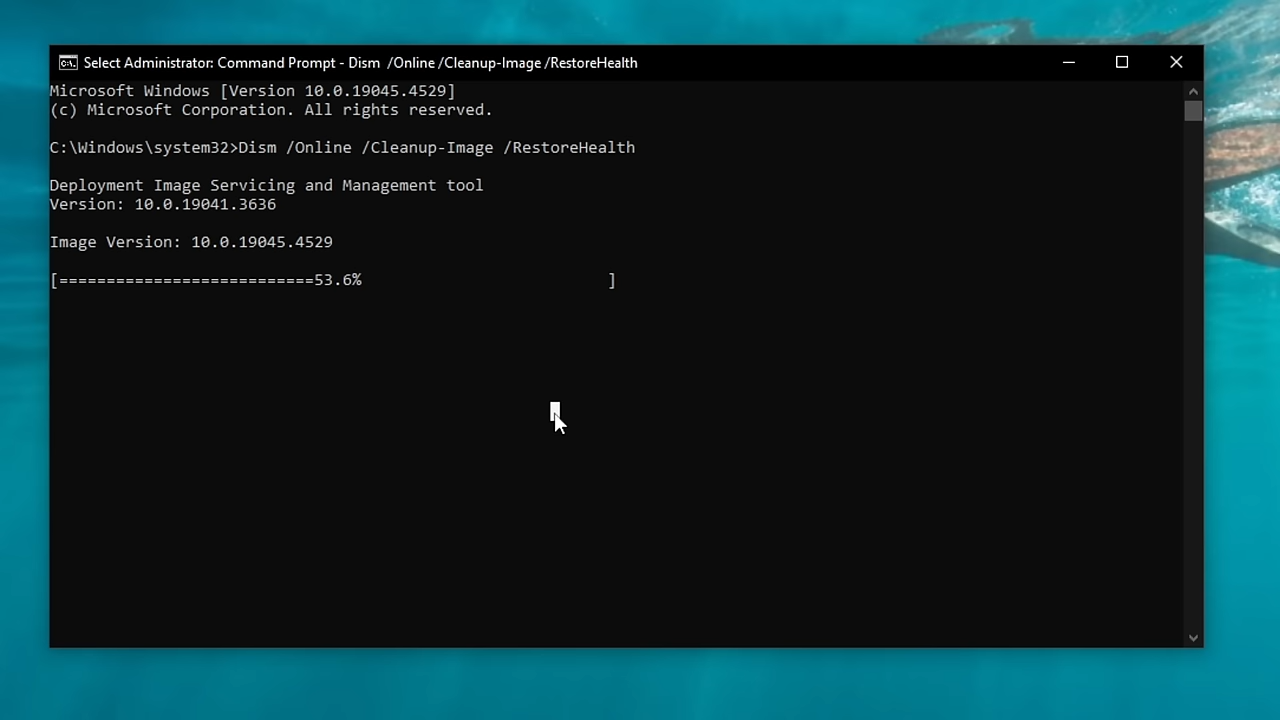 Select Administrator: Command Prompt - Dism  /Online /Cleanup-Image /RestoreHealth
Microsoft Windows [Version 10.0.19045.4529]
(c) Microsoft Corporation. All rights reserved.
C:\Windows\system32>Dism /Online /Cleanup-Image /RestoreHealth
Deployment Image Servicing and Management tool
Version: 10.0.19041.3636
Image Version: 10.0.19045.4529
[===========================53.6%                          ]